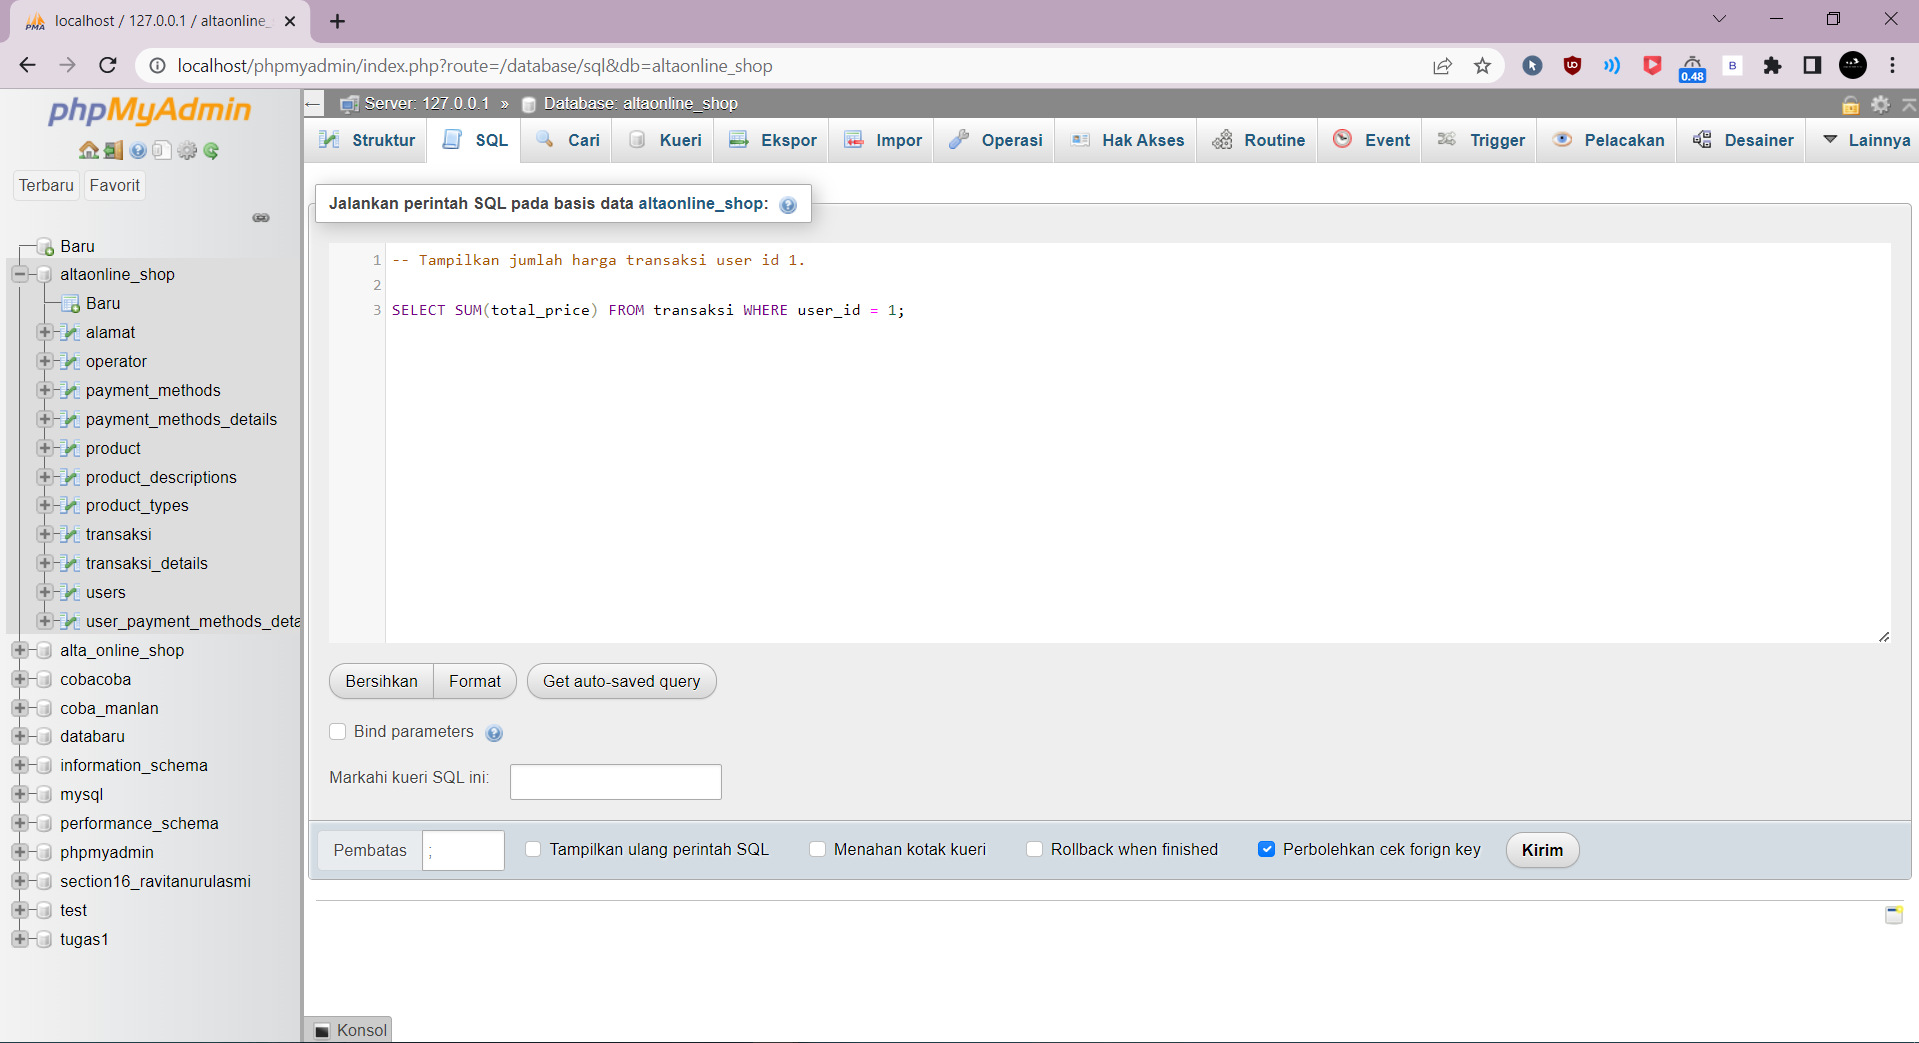 localhost / 127.0.0.1 / altaonline_
localhost/phpmyadmin/index.php?route=/database/sql&db=altaonline_shop
0.48
B
phpMyAdmin
Terbaru Favorit
Baru
altaonline_shop
Baru
alamat
operator
payment_methods
payment_methods_details
product
product_descriptions
product_types
transaksi
transaksi_details
users
user_payment_methods_deta
alta_online_shop
cobacoba
coba_manlan
databaru
information_schema
mysql
performance_schema
phpmyadmin
section16_ravitanurulasmi
test
tugas1
Server: 127.0.0.1 » Database: altaonline_shop
Struktur SQL Cari Kueri Ekspor Impor Operasi Hak Akses Routine Event Trigger Pelacakan Desainer Lainnya
Jalankan perintah SQL pada basis data altaonline_shop:
1 -- Tampilkan jumlah harga transaksi user id 1.
2
3 SELECT SUM(total_price) FROM transaksi WHERE user_id = 1;
Bersihkan Format Get auto-saved query
Bind parameters
Markahi kueri SQL ini:
Pembatas ; Tampilkan ulang perintah SQL Menahan kotak kueri Rollback when finished Perbolehkan cek forign key Kirim
Konsol